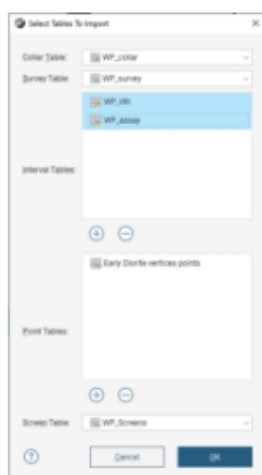 Select Tables To Import
Collar Table: WP_collar
Survey Table: WP_survey
WP_lith
WP_assay
Interval Tables:
Early Diorite vertices points
Point Tables:
Screen Table: WP_Screens
Cancel OK